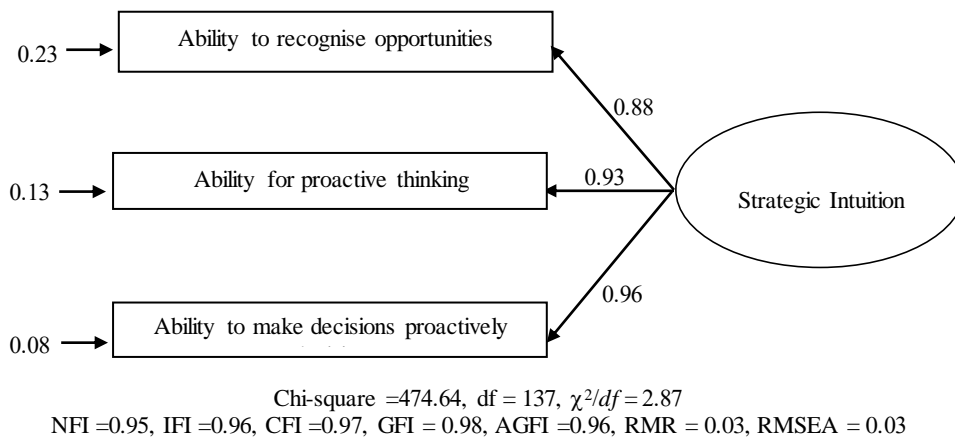 Ability to recognise opportunities
0.23
0.88
Ability for proactive thinking
0.93
0.13
Strategic Intuition
0.96
Ability to make decisions proactively
0.08
Chi-square =474.64, df = 137, χ²/df = 2.87
NFI =0.95, IFI =0.96, CFI =0.97, GFI = 0.98, AGFI =0.96, RMR = 0.03, RMSEA = 0.03